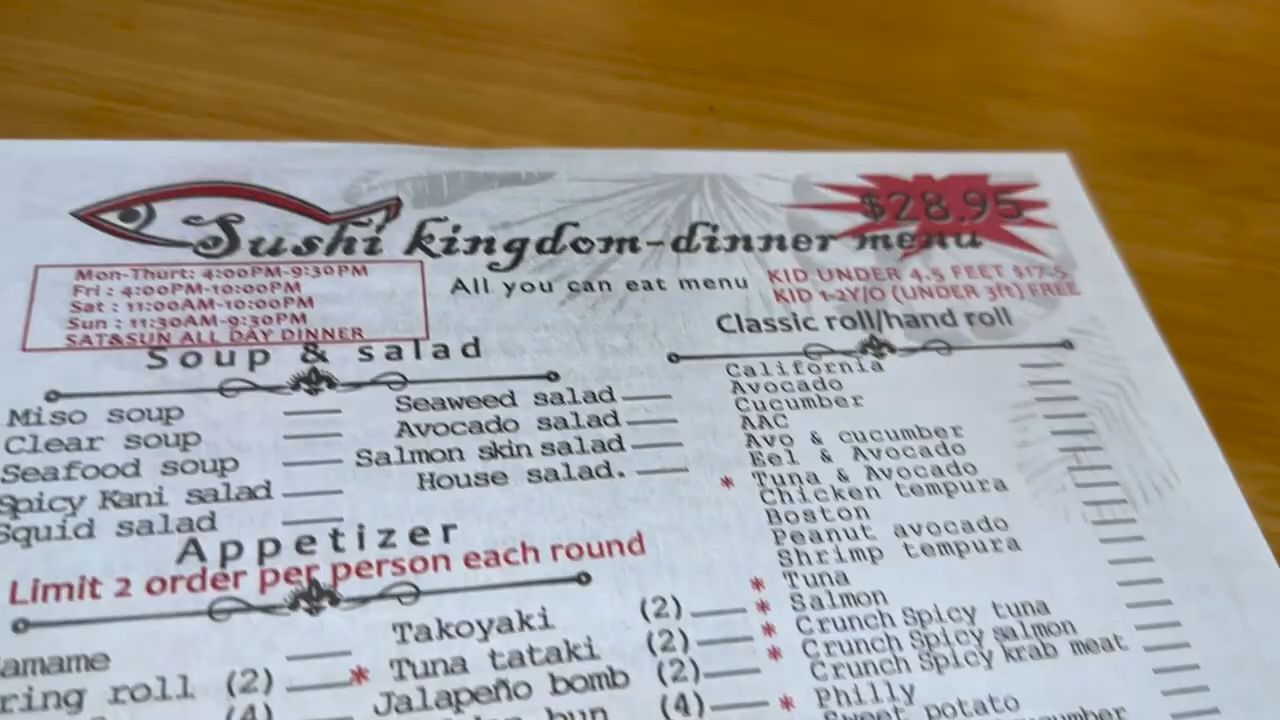 $28.95
Sushi kingdom-dinner menu
Mon-Thurt: 4:00PM-9:30PM
Fri : 4:00PM-10:00PM
Sat : 11:00AM-10:00PM
Sun : 11:30AM-9:30PM
SAT&SUN ALL DAY DINNER
All you can eat menu
KID UNDER 4.5 FEET $17.5
KID 1-2Y/O (UNDER 3ft) FREE
Soup & salad
Miso soup
Clear soup
Seafood soup
Spicy Kani salad
Squid salad
Seaweed salad
Avocado salad
Salmon skin salad
House salad.
Appetizer
Limit 2 order per person each round
amame
ring roll (2)
(4)
Takoyaki (2)
* Tuna tataki (2)
Jalapeño bomb (2)
bun (4)
Classic roll/hand roll
California
Avocado
Cucumber
AAC
Avo & cucumber
Eel & Avocado
* Tuna & Avocado
Chicken tempura
Boston
Peanut avocado
Shrimp tempura
* Tuna
* Salmon
* Crunch Spicy tuna
* Crunch Spicy salmon
Crunch Spicy krab meat
* Philly
Sweet potato
cucumber